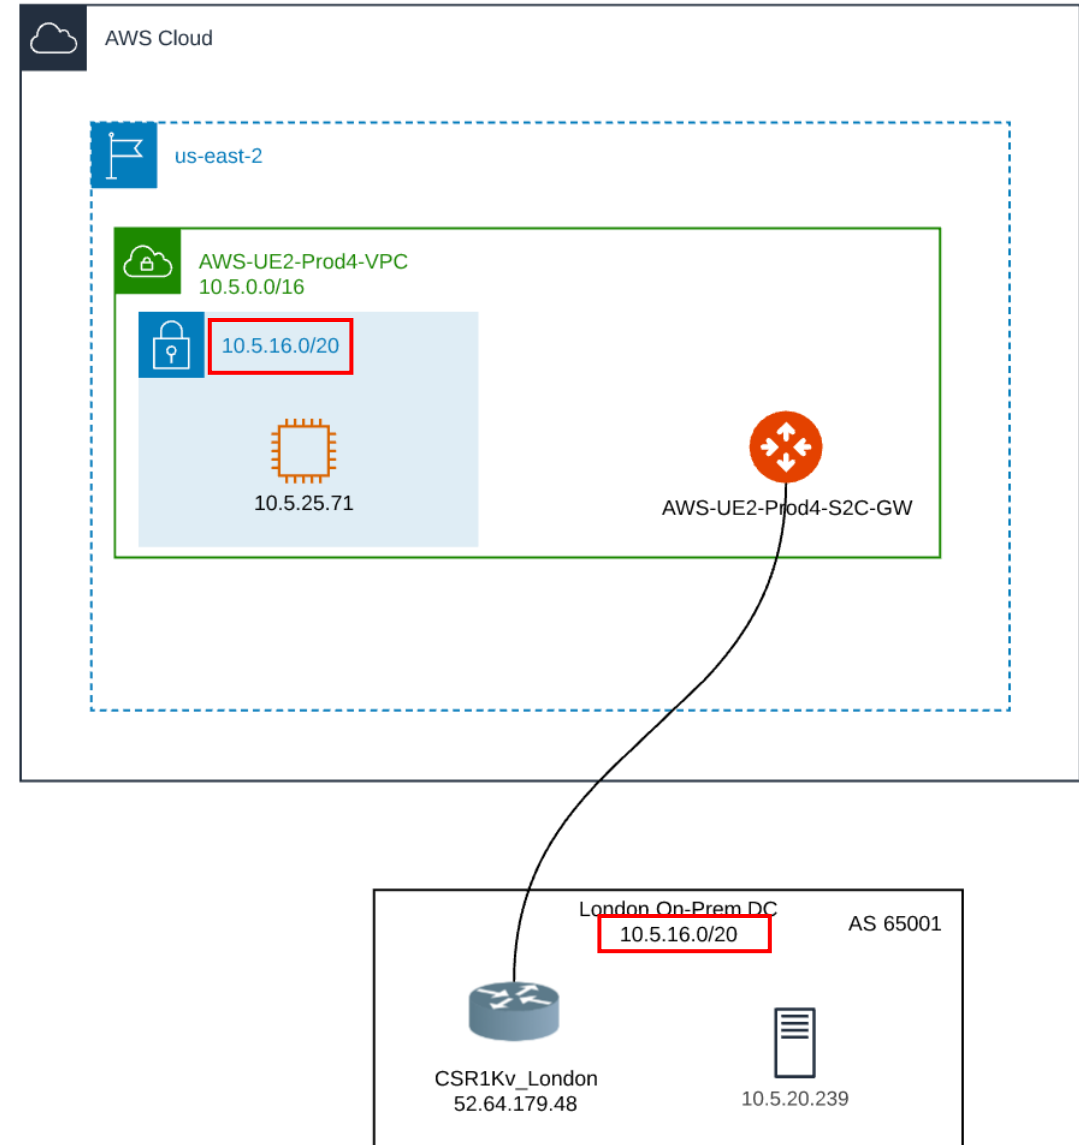 AWS Cloud
us-east-2
AWS-UE2-Prod4-VPC
10.5.0.0/16
10.5.16.0/20
10.5.25.71
AWS-UE2-Prod4-S2C-GW
London On-Prem DC
10.5.16.0/20
AS 65001
CSR1Kv_London
52.64.179.48
10.5.20.239